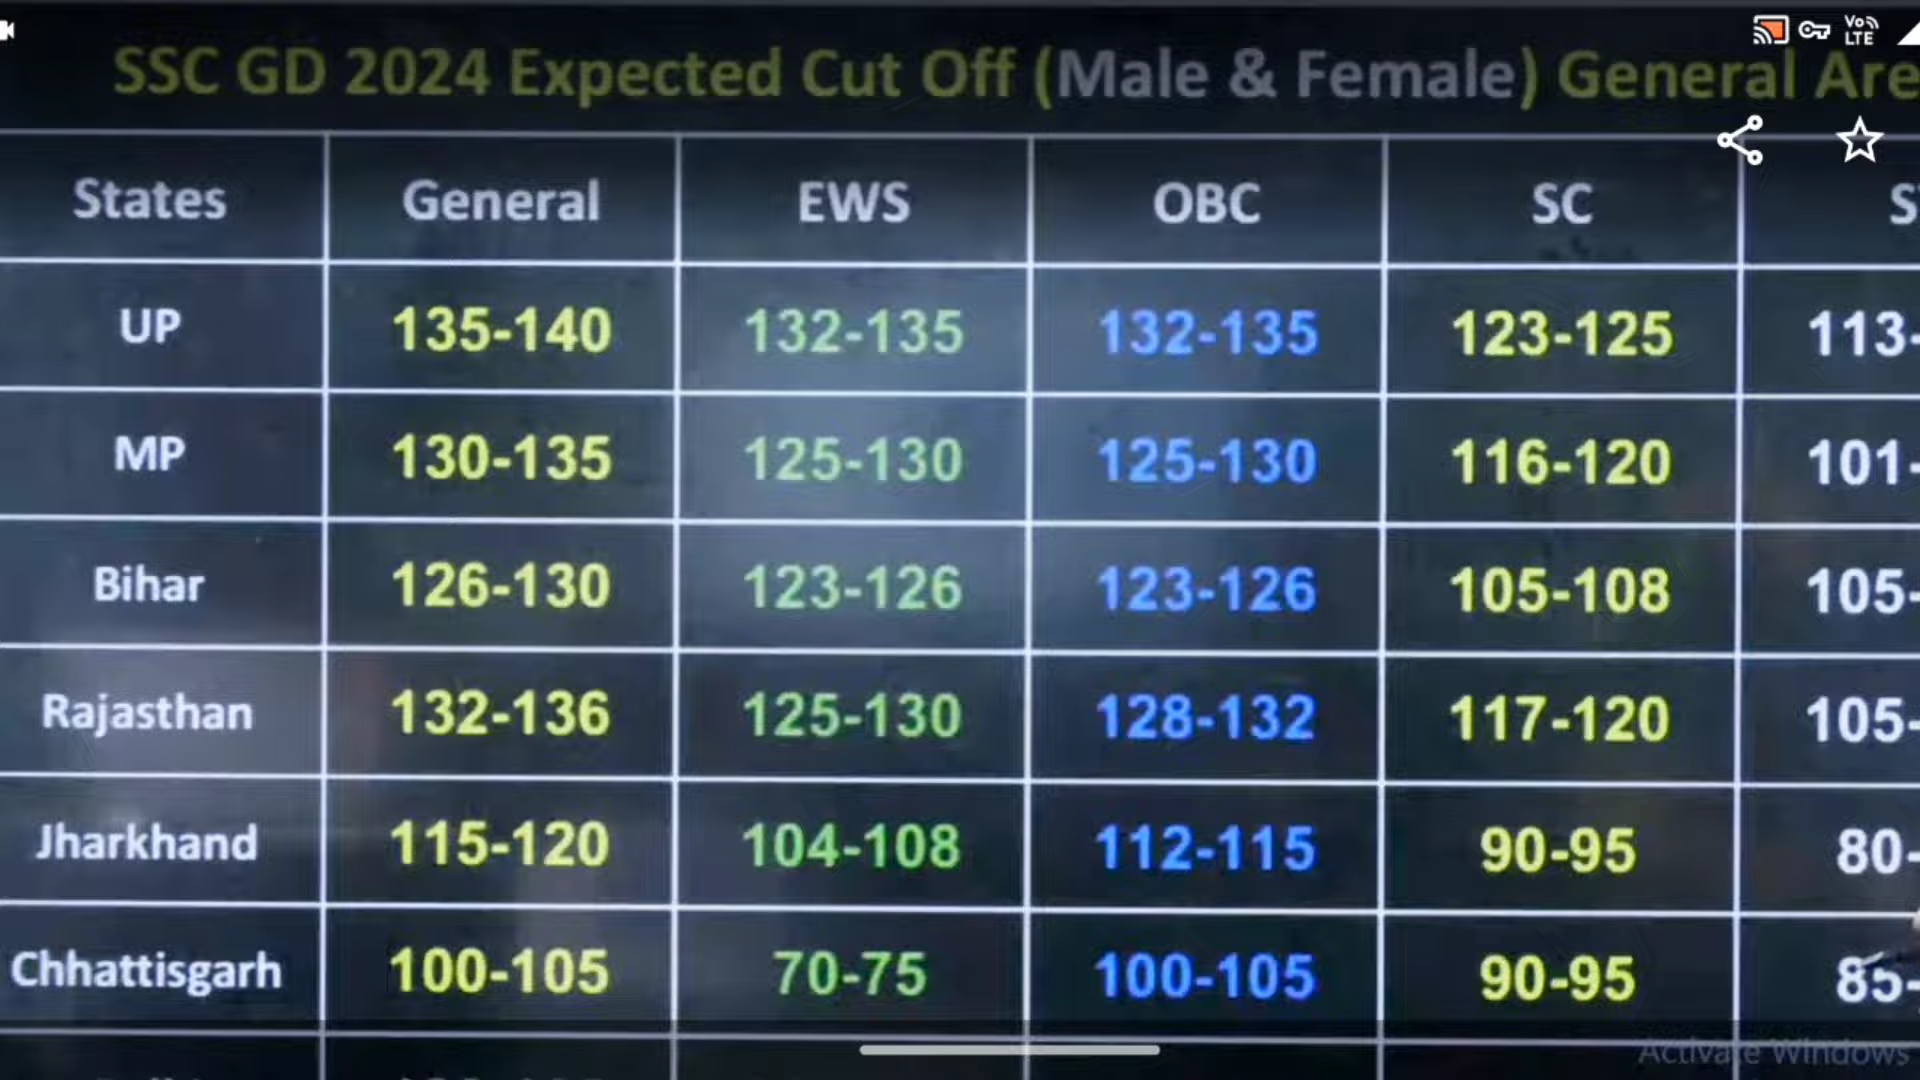 Vo
LTE
SSC GD 2024 Expected Cut Off (Male & Female) General Are
States General EWS OBC SC S
UP 135-140 132-135 132-135 123-125 113-
MP 130-135 125-130 125-130 116-120 101-
Bihar 126-130 123-126 123-126 105-108 105-
Rajasthan 132-136 125-130 128-132 117-120 105-
Jharkhand 115-120 104-108 112-115 90-95 80-
Chhattisgarh 100-105 70-75 100-105 90-95 85-
Activate Windows